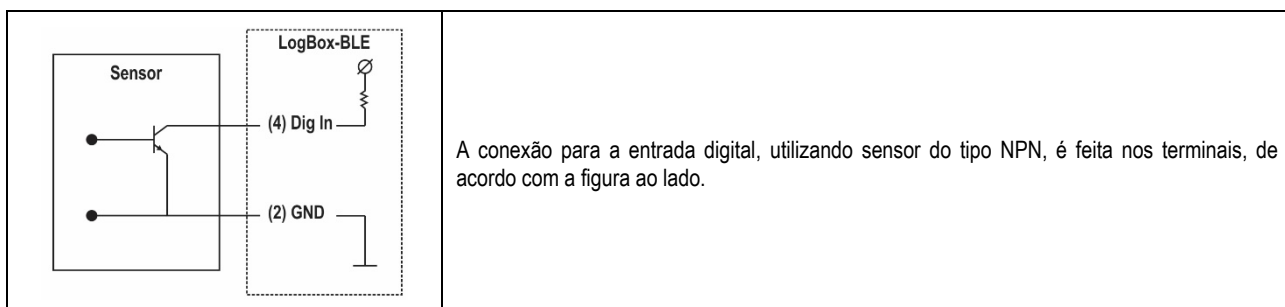 LogBox-BLE
Sensor
(4) Dig In
(2) GND
A conexão para a entrada digital, utilizando sensor do tipo NPN, é feita nos terminais, de
acordo com a figura ao lado.